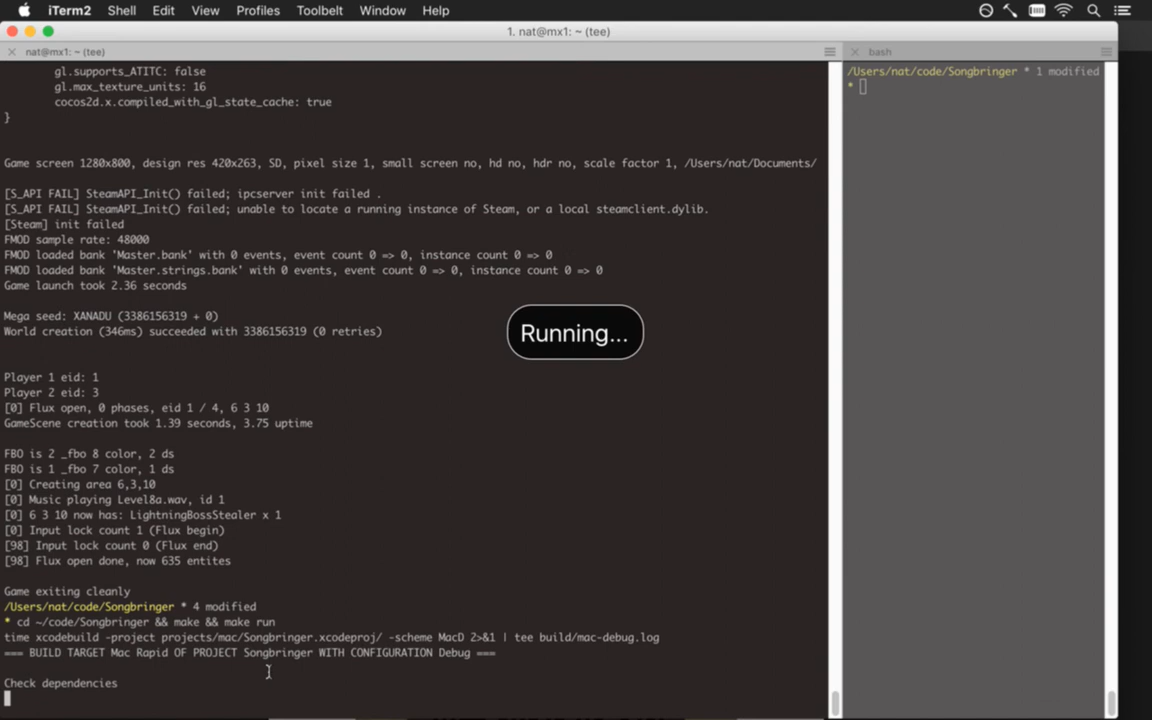 iTerm2 Shell Edit View Profiles Toolbelt Window Help
1. nat@mx1: ~ (tee)
nat@mx1: ~ (tee)
bash
gl.supports_ATITC: false
gl.max_texture_units: 16
cocos2d.x.compiled_with_gl_state_cache: true
}
Game screen 1280x800, design res 420x263, SD, pixel size 1, small screen no, hd no, hdr no, scale factor 1, /Users/nat/Documents/
[S_API FAIL] SteamAPI_Init() failed; ipcserver init failed .
[S_API FAIL] SteamAPI_Init() failed; unable to locate a running instance of Steam, or a local steamclient.dylib.
[Steam] init failed
FMOD sample rate: 48000
FMOD loaded bank 'Master.bank' with 0 events, event count 0 => 0, instance count 0 => 0
FMOD loaded bank 'Master.strings.bank' with 0 events, event count 0 => 0, instance count 0 => 0
Game launch took 2.36 seconds
Mega seed: XANADU (3386156319 + 0)
World creation (346ms) succeeded with 3386156319 (0 retries)
Player 1 eid: 1
Player 2 eid: 3
[0] Flux open, 0 phases, eid 1 / 4, 6 3 10
GameScene creation took 1.39 seconds, 3.75 uptime
FBO is 2 _fbo 8 color, 2 ds
FBO is 1 _fbo 7 color, 1 ds
[0] Creating area 6,3,10
[0] Music playing Level8a.wav, id 1
[0] 6 3 10 now has: LightningBossStealer x 1
[0] Input lock count 1 (Flux begin)
[98] Input lock count 0 (Flux end)
[98] Flux open done, now 635 entites
Game exiting cleanly
/Users/nat/code/Songbringer * 4 modified
* cd ~/code/Songbringer && make && make run
time xcodebuild -project projects/mac/Songbringer.xcodeproj/ -scheme MacD 2>&1 | tee build/mac-debug.log
=== BUILD TARGET Mac Rapid OF PROJECT Songbringer WITH CONFIGURATION Debug ===
Check dependencies
/Users/nat/code/Songbringer * 1 modified
*
Running...